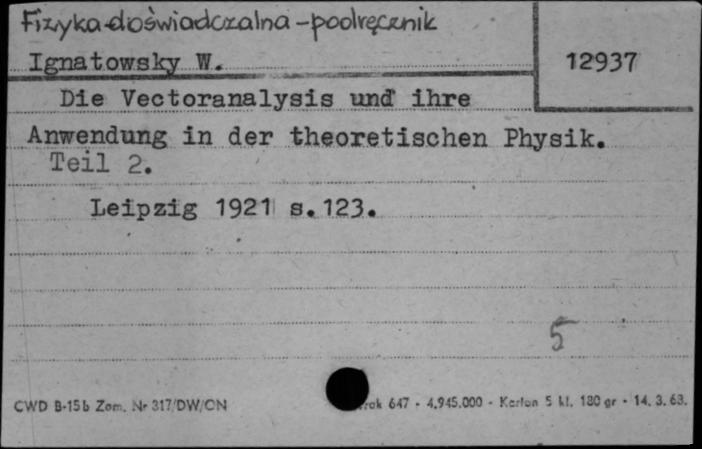 Fizyka doświadczalna - podręcznik
Ignatowsky W.
12937
Die Vectoranalysis und ihre
Anwendung in der theoretischen Physik.
Teil 2.
Leipzig 1921 s.123.
5
CWD B-15b Zam. Nr 317/DW/CN
647 - 4.945.000 - Karton 5 kl. 180 gr - 14. 3. 63.